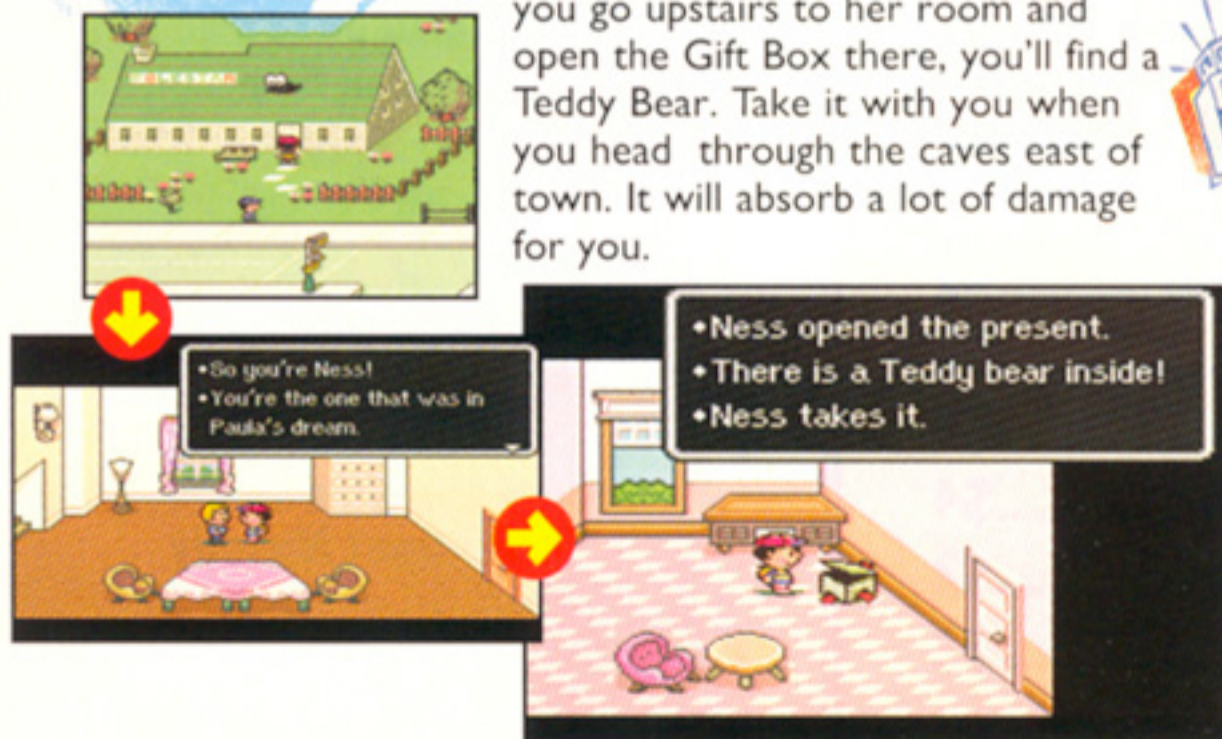 you go upstairs to her room and
open the Gift Box there, you'll find a
Teddy Bear. Take it with you when
you head through the caves east of
town. It will absorb a lot of damage
for you.
POLESTAR
•So you're Ness!
•You're the one that was in
Paula's dream.
•Ness opened the present.
•There is a Teddy bear inside!
•Ness takes it.